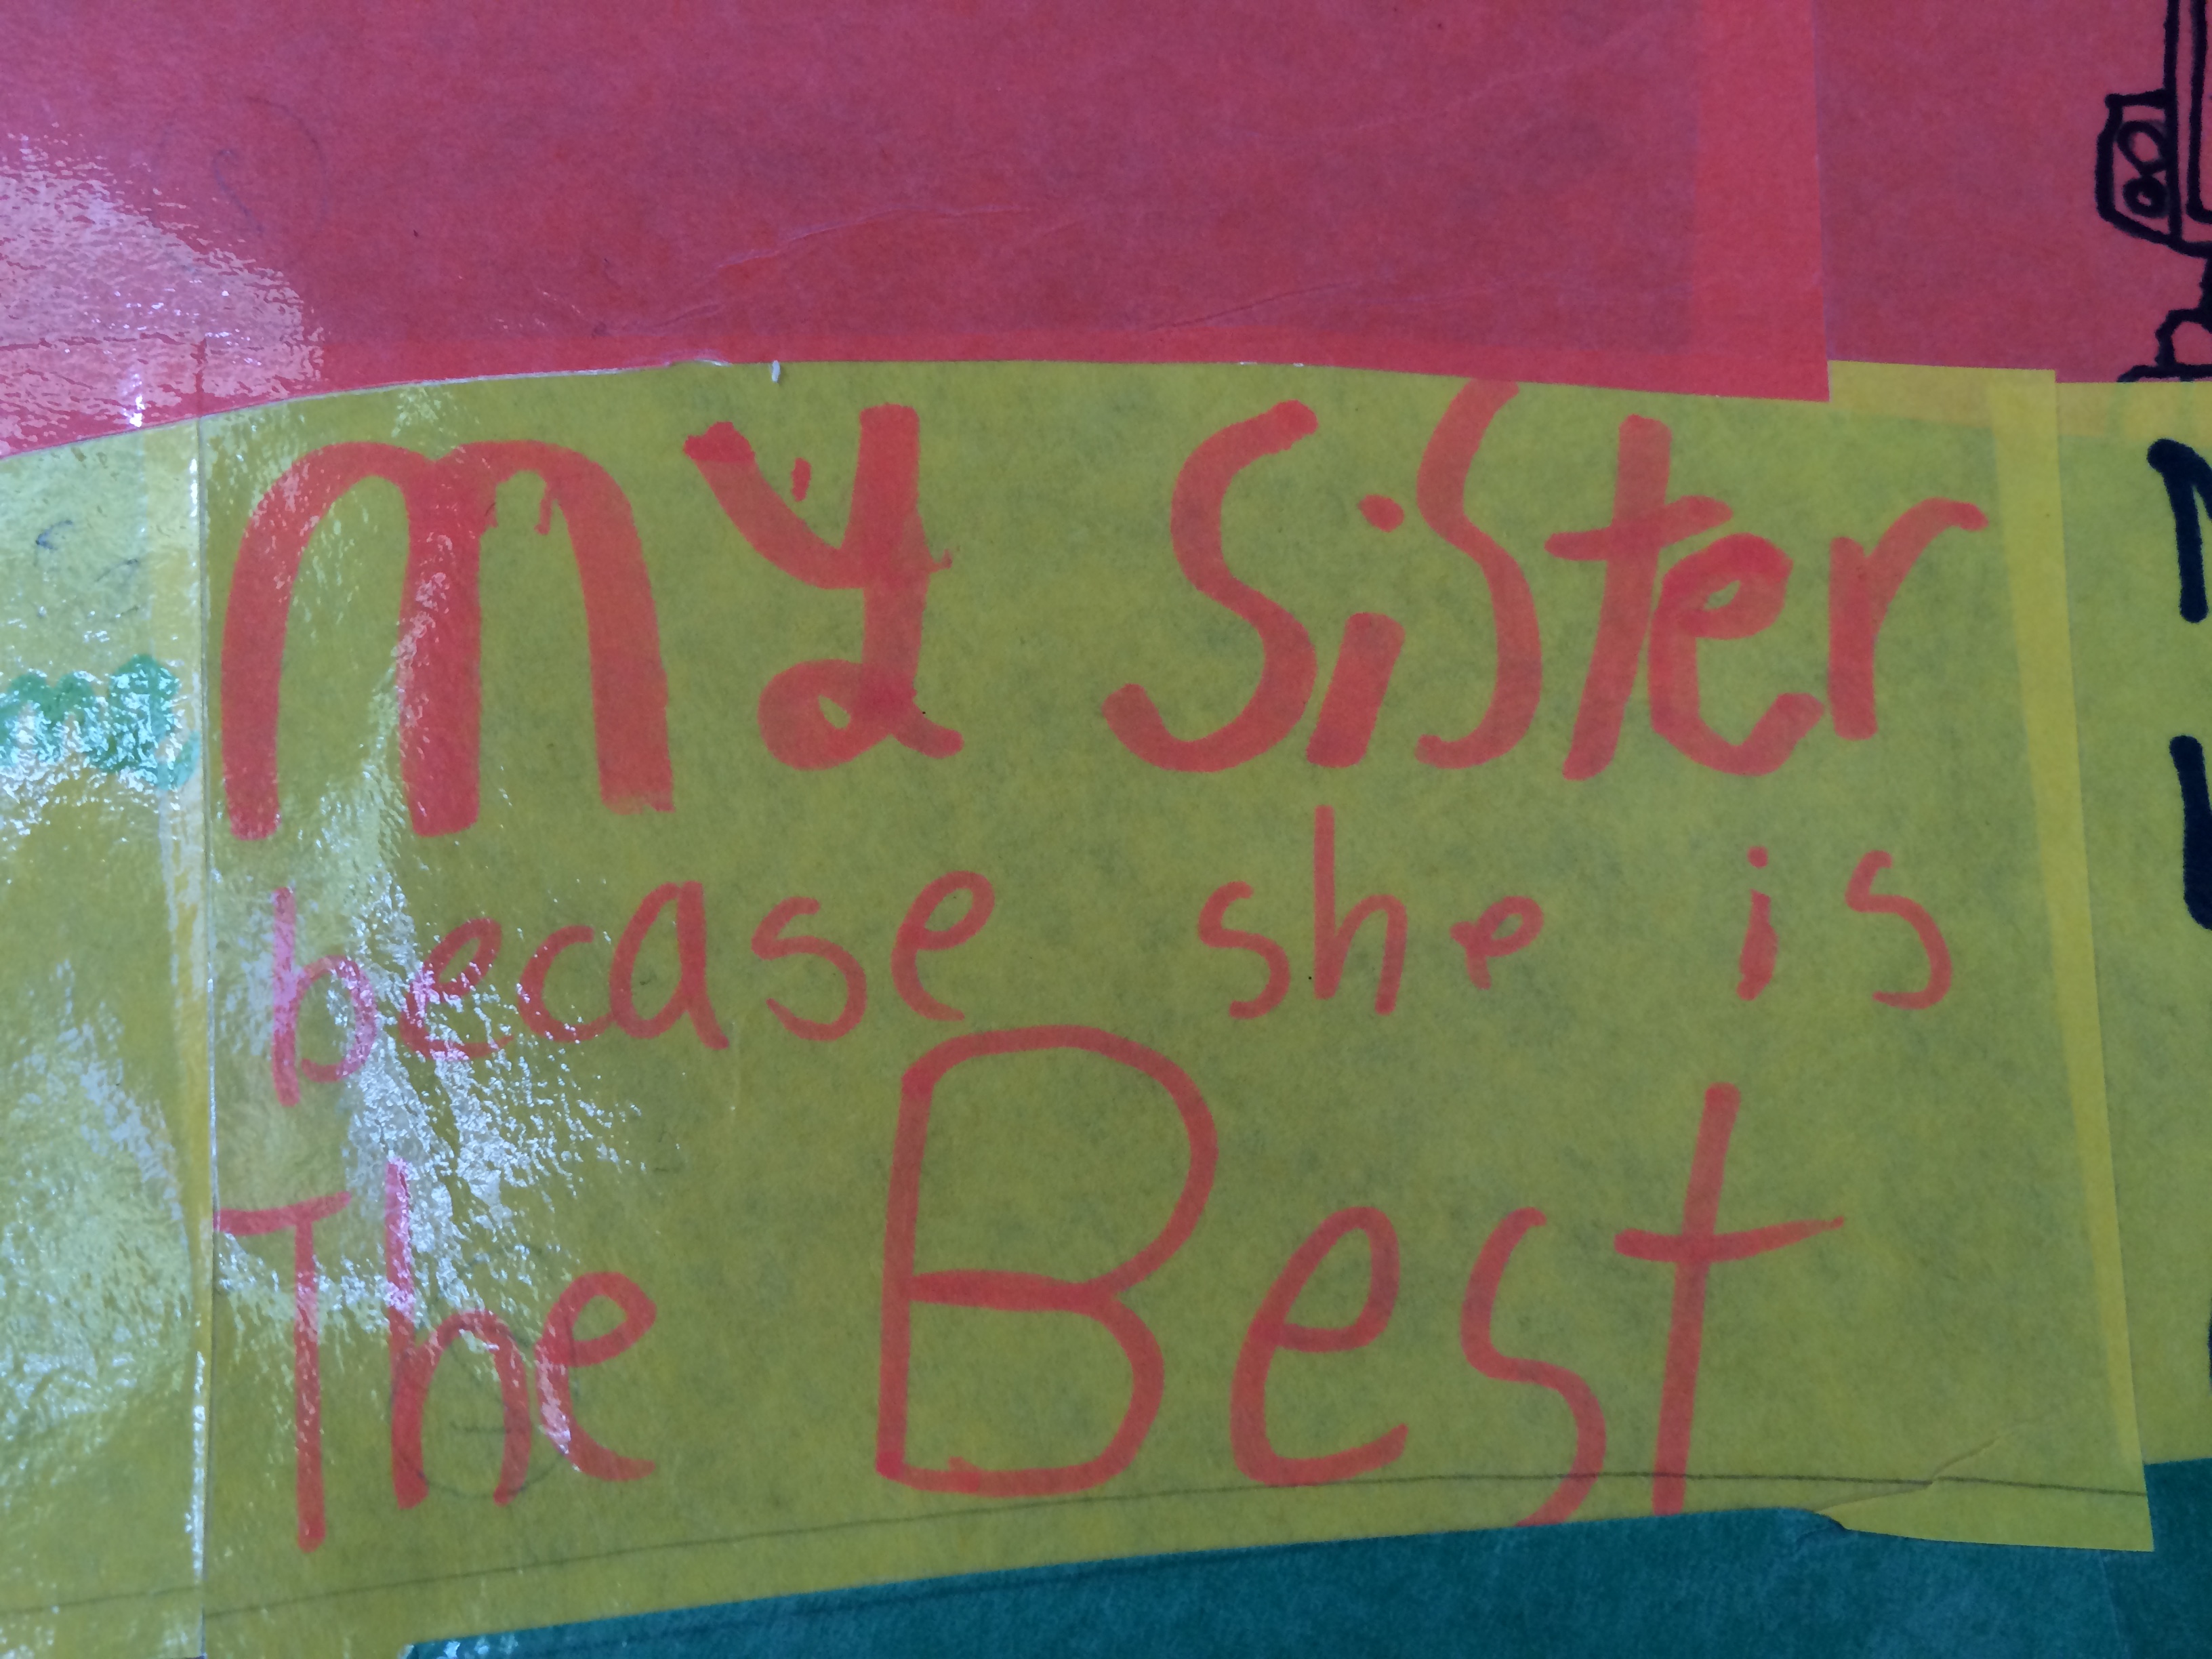 My SiSter
becase she is
The Best